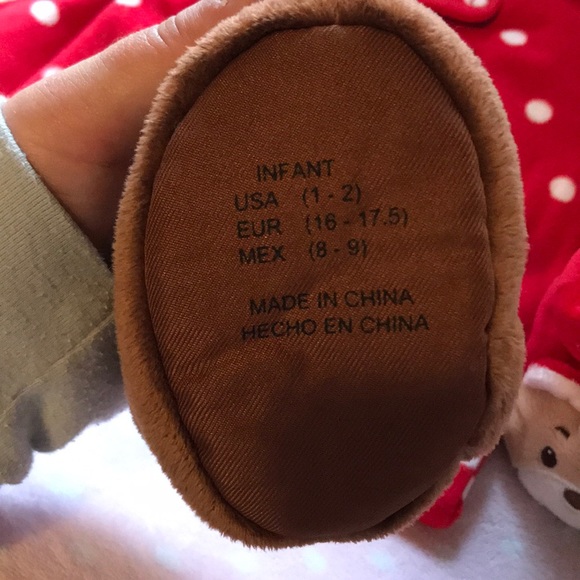 INFANT
USA (1 - 2)
EUR (16 - 17.5)
MEX (8 - 9)
MADE IN CHINA
HECHO EN CHINA